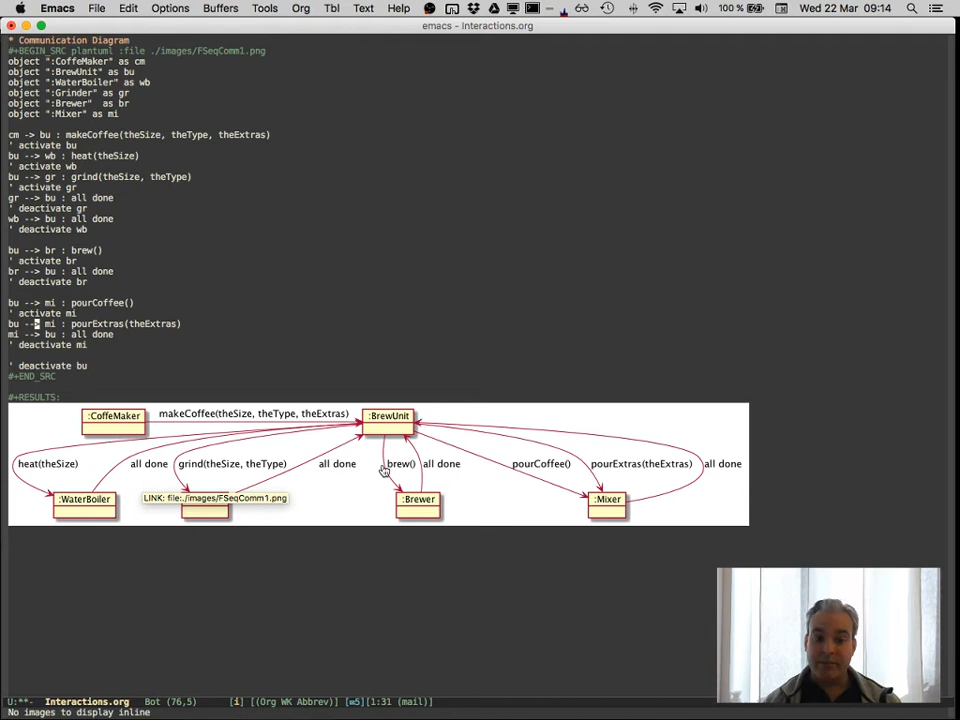 Emacs File Edit Options Buffers Tools Org Tbl Text Help 100 % Wed 22 Mar 09:14
emacs - Interactions.org
* Communication Diagram
#+BEGIN_SRC plantuml :file ./images/FSeqComm1.png
object ":CoffeMaker" as cm
object ":BrewUnit" as bu
object ":WaterBoiler" as wb
object ":Grinder" as gr
object ":Brewer"  as br
object ":Mixer" as mi
cm -> bu : makeCoffee(theSize, theType, theExtras)
' activate bu
bu --> wb : heat(theSize)
' activate wb
bu --> gr : grind(theSize, theType)
' activate gr
gr --> bu : all done
' deactivate gr
wb --> bu : all done
' deactivate wb
bu --> br : brew()
' activate br
br --> bu : all done
' deactivate br
bu --> mi : pourCoffee()
' activate mi
bu --> mi : pourExtras(theExtras)
mi --> bu : all done
' deactivate mi
' deactivate bu
#+END_SRC
#+RESULTS:
:CoffeMaker makeCoffee(theSize, theType, theExtras) :BrewUnit
heat(theSize) all done grind(theSize, theType) all done brew() all done pourCoffee() pourExtras(theExtras) all done
:WaterBoiler LINK: file:./images/FSeqComm1.png :Brewer :Mixer
U:**- Interactions.org Bot (76,5) [i] [(Org WK Abbrev) [✉5][1:31 (mail)]
No images to display inline